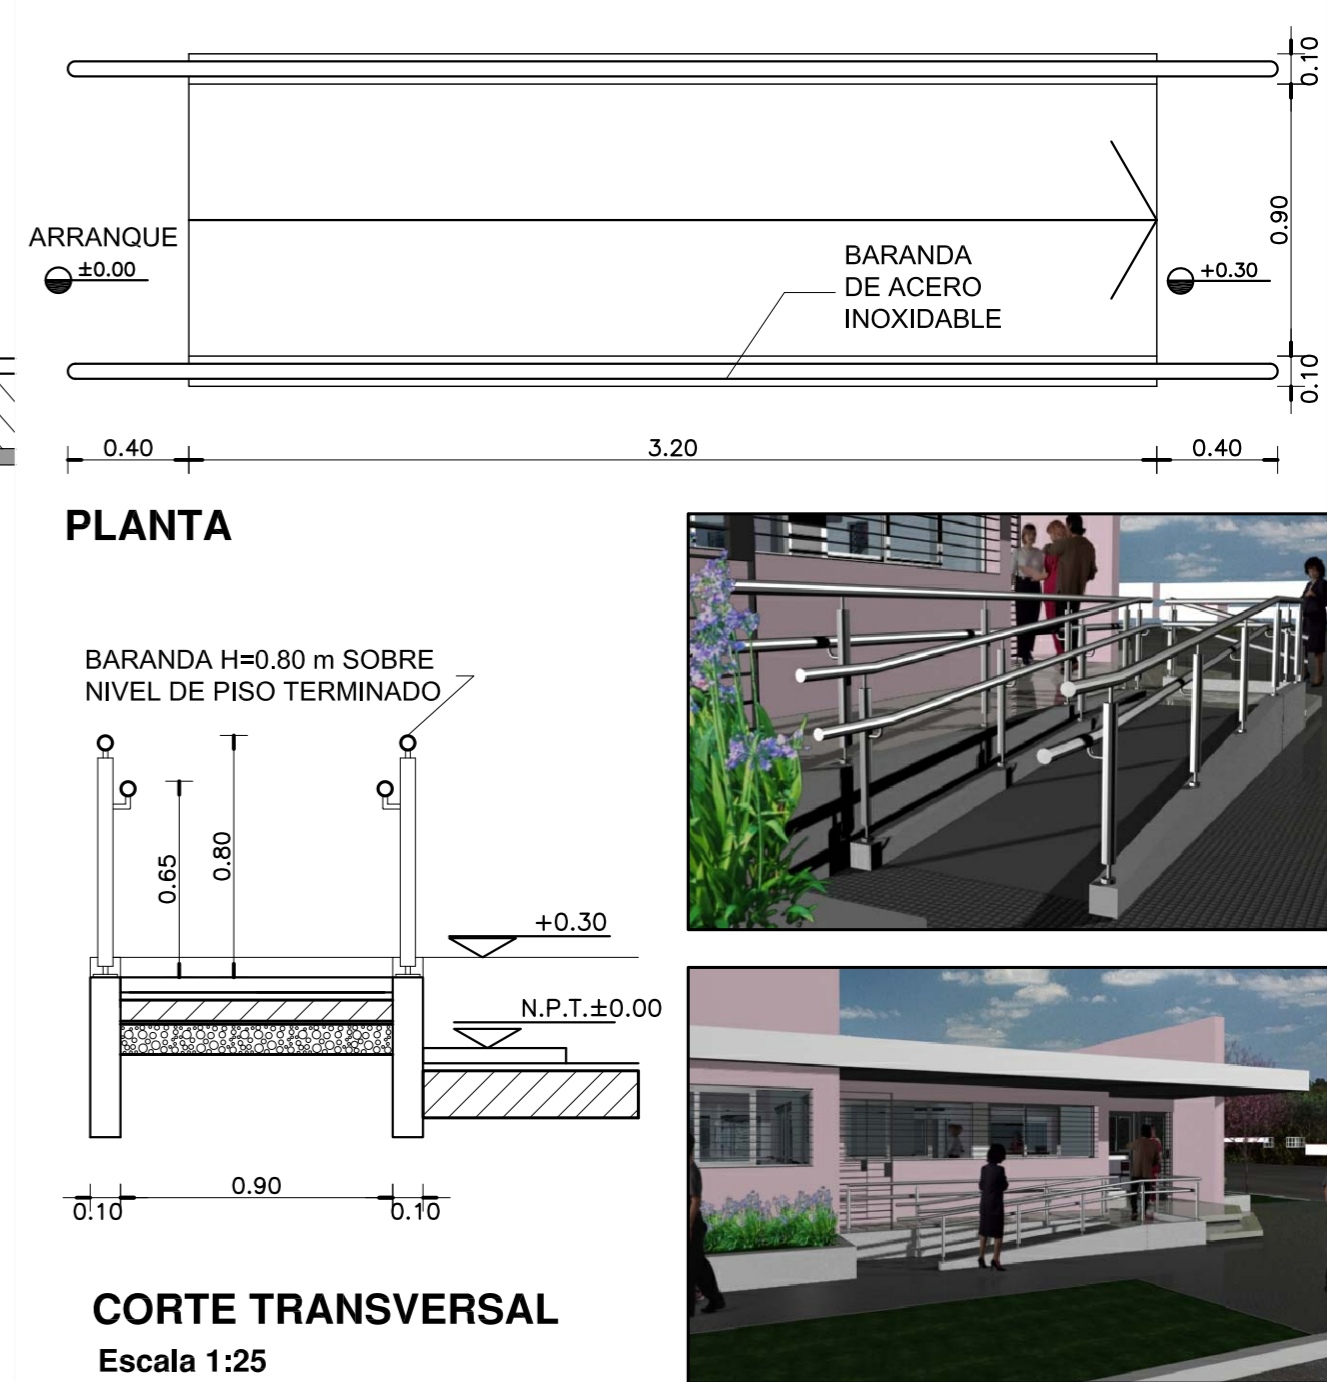 0.10
0.90
ARRANQUE
±0.00
BARANDA
DE ACERO
INOXIDABLE
+0.30
0.10
0.40
3.20
0.40
PLANTA
BARANDA H=0.80 m SOBRE
NIVEL DE PISO TERMINADO
0.65
0.80
+0.30
N.P.T.±0.00
0.10
0.90
0.10
CORTE TRANSVERSAL
Escala 1:25